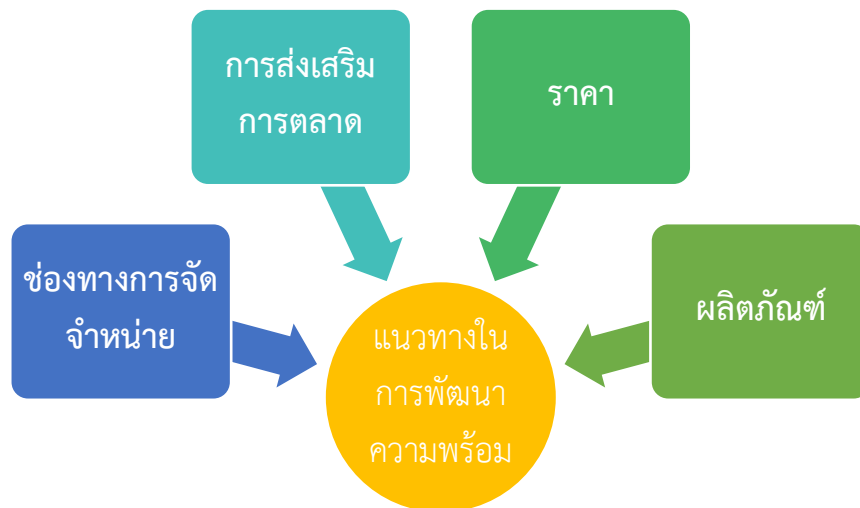 การส่งเสริม
การตลาด
ราคา
ช่องทางการจัด
จำหน่าย
ผลิตภัณฑ์
แนวทางใน
การพัฒนา
ความพร้อม